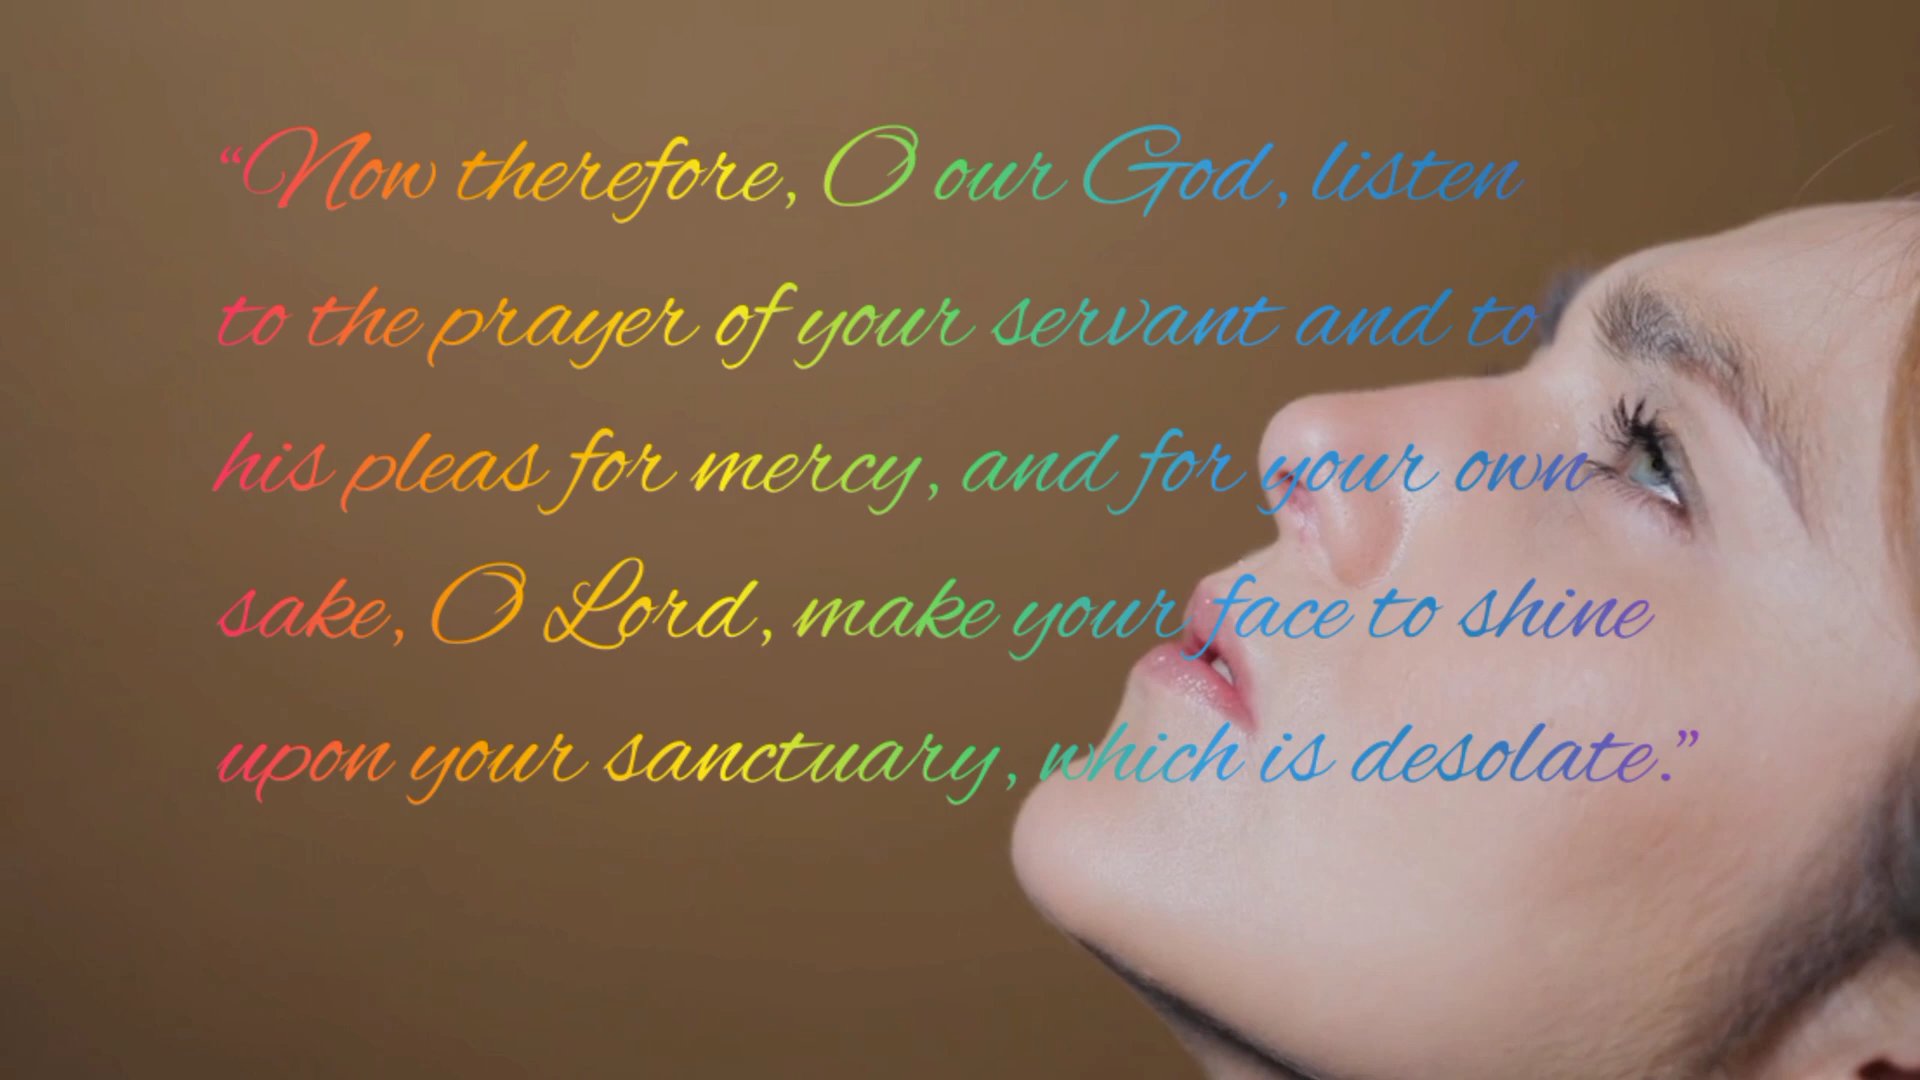 “Now therefore, O our God, listen
to the prayer of your servant and to
his pleas for mercy, and for your own
sake, O Lord, make your face to shine
upon your sanctuary, which is desolate.”